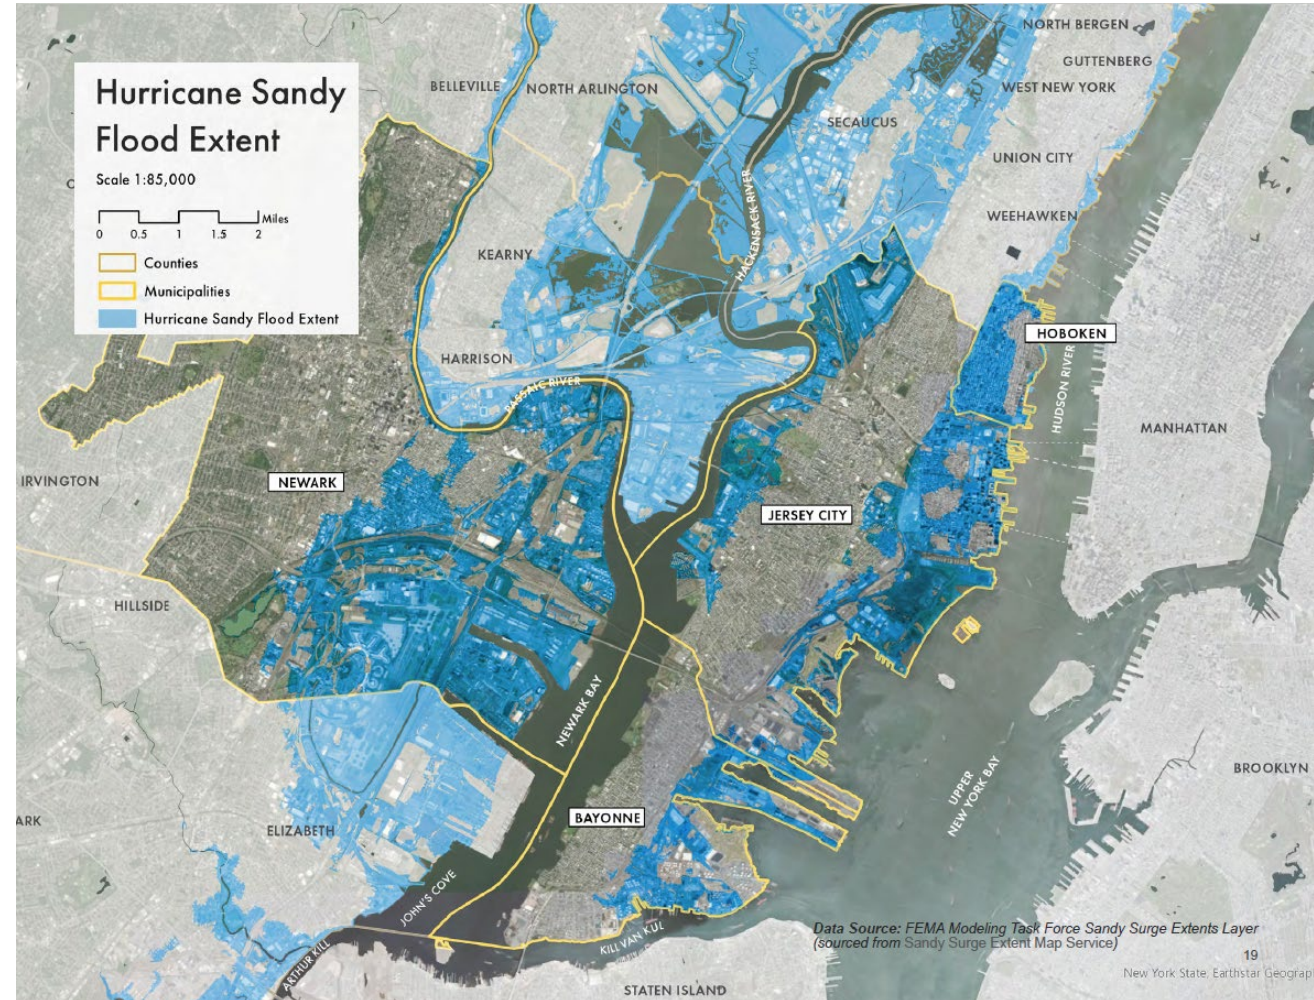 Hurricane Sandy
Flood Extent
Scale 1:85,000
Miles
0 0.5 1 1.5 2
Counties
Municipalities
Hurricane Sandy Flood Extent
BELLEVILLE
NORTH ARLINGTON
NORTH BERGEN
GUTTENBERG
WEST NEW YORK
SECAUCUS
UNION CITY
WEEHAWKEN
HACKENSACK RIVER
KEARNY
HARRISON
PASSAIC RIVER
HOBOKEN
HUDSON RIVER
MANHATTAN
IRVINGTON
NEWARK
JERSEY CITY
HILLSIDE
NEWARK BAY
UPPER
NEW YORK BAY
BROOKLYN
BAYONNE
ARK
ELIZABETH
JOHN'S COVE
KILL VAN KUL
ARTHUR KILL
STATEN ISLAND
Data Source: FEMA Modeling Task Force Sandy Surge Extents Layer
(sourced from Sandy Surge Extent Map Service)
19
New York State, Earthstar Geograp